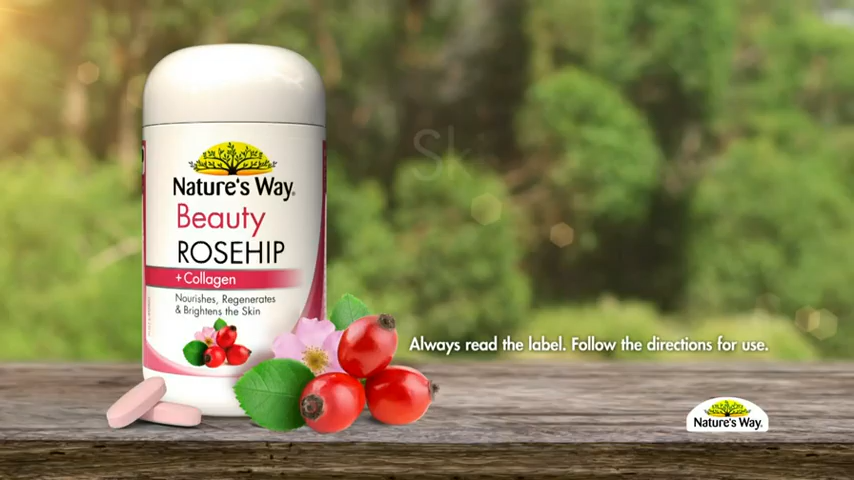 Nature's Way®
Beauty
ROSEHIP
+Collagen
Nourishes, Regenerates
& Brightens the Skin
Always read the label. Follow the directions for use.
Nature's Way